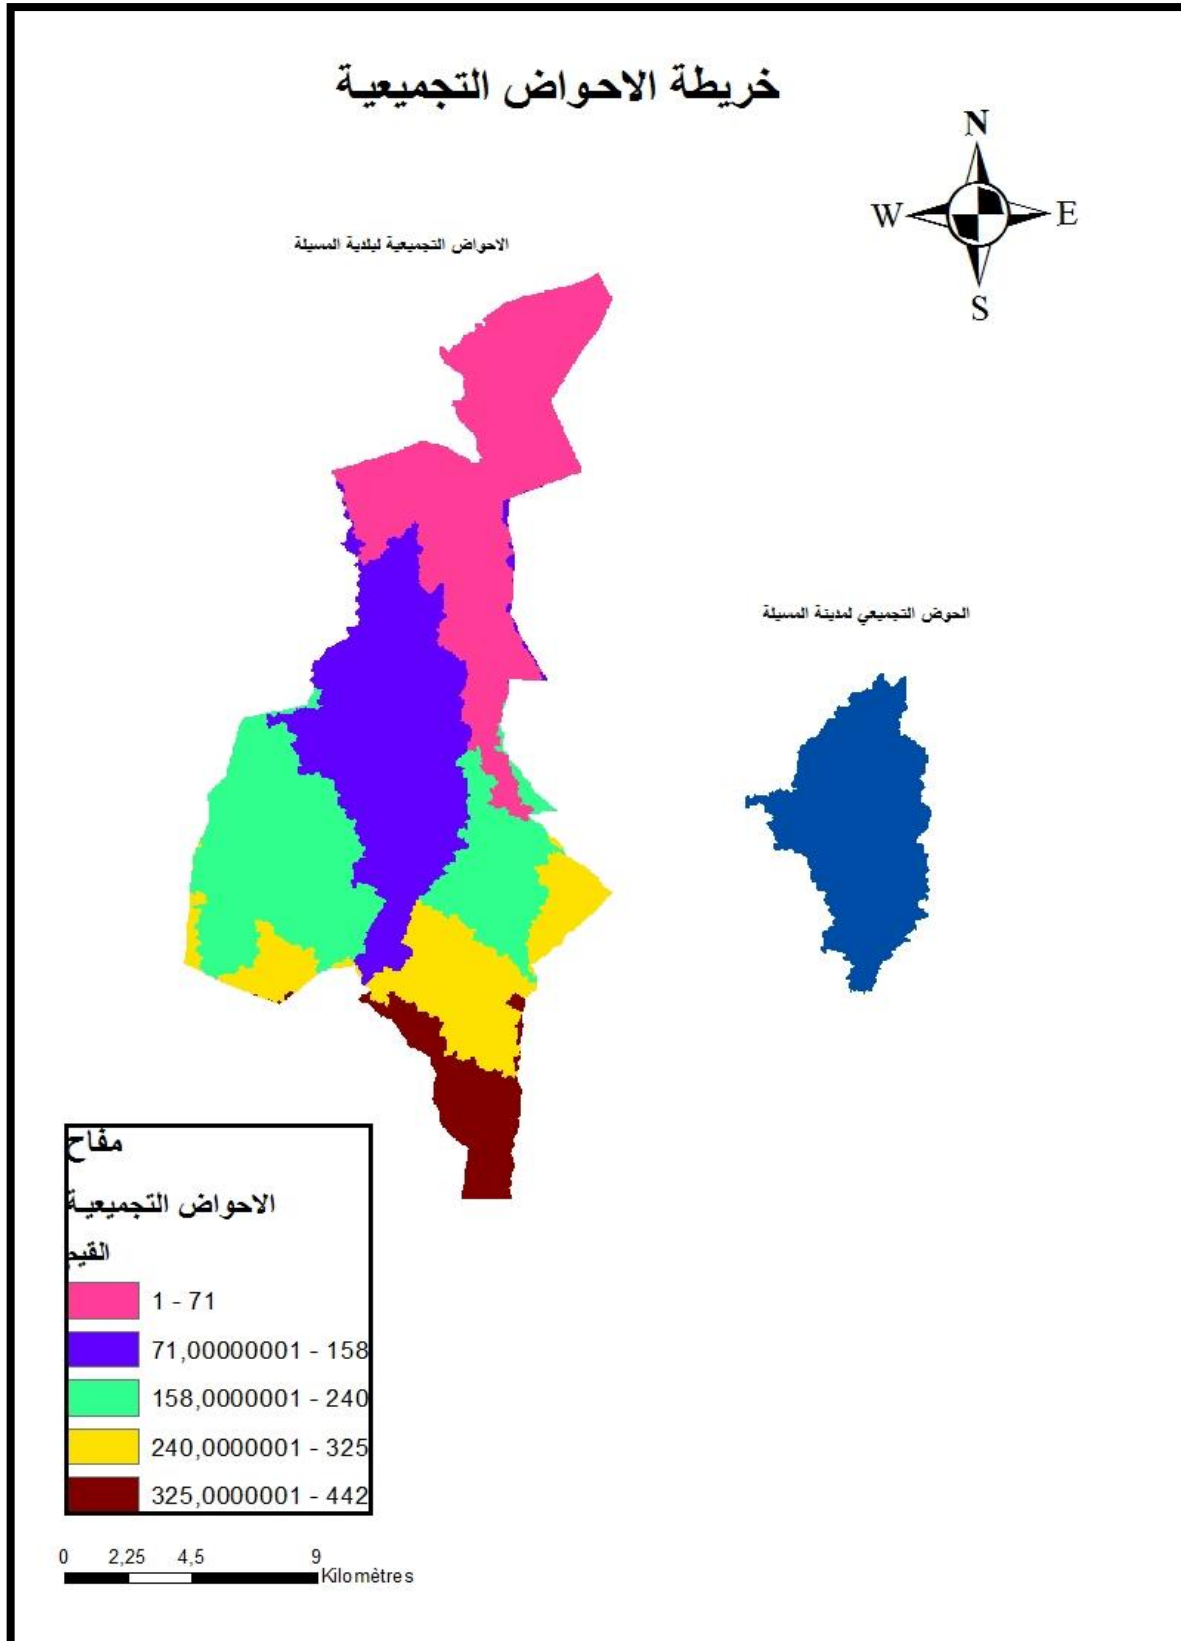 خريطة الاحواض التجميعية
N
W
E
S
الاحواض التجميعية لبلدية المسيلة
الحوض التجميعي لمدينة المسيلة
مفاح
الاحواض التجميعية
القيم
1 - 71
71,00000001 - 158
158,0000001 - 240
240,0000001 - 325
325,0000001 - 442
0 2,25 4,5 9
Kilomètres